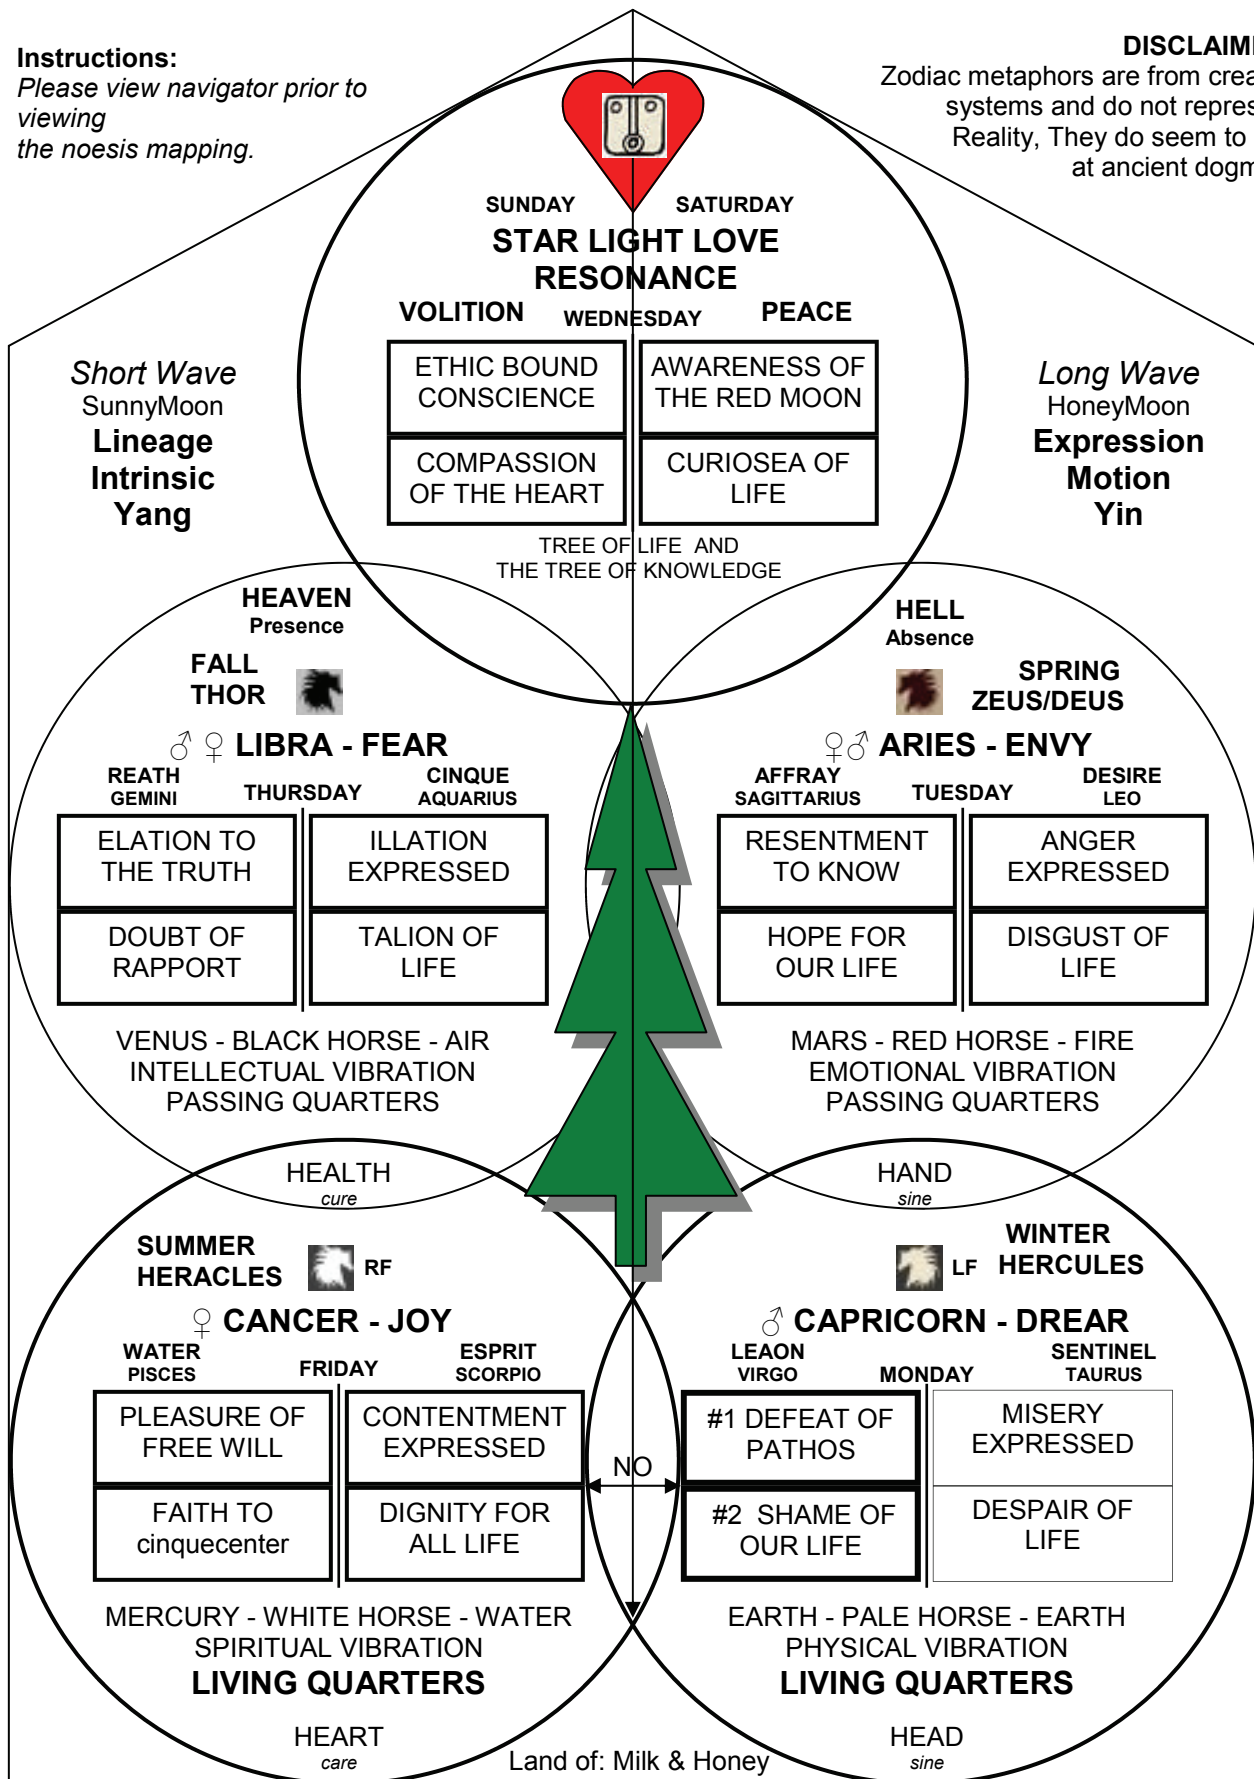 Instructions:
Please view navigator prior to
viewing
the noesis mapping.
DISCLAIM
Zodiac metaphors are from crea
systems and do not repres
Reality, They do seem to
at ancient dogm
SUNDAY SATURDAY
STAR LIGHT LOVE
RESONANCE
VOLITION WEDNESDAY PEACE
ETHIC BOUND
CONSCIENCE
AWARENESS OF
THE RED MOON
COMPASSION
OF THE HEART
CURIOSEA OF
LIFE
TREE OF LIFE AND
THE TREE OF KNOWLEDGE
Short Wave
SunnyMoon
Lineage
Intrinsic
Yang
Long Wave
HoneyMoon
Expression
Motion
Yin
HEAVEN
Presence
FALL
THOR
♂ ♀ LIBRA - FEAR
REATH
GEMINI
THURSDAY
CINQUE
AQUARIUS
ELATION TO
THE TRUTH
ILLATION
EXPRESSED
DOUBT OF
RAPPORT
TALION OF
LIFE
VENUS - BLACK HORSE - AIR
INTELLECTUAL VIBRATION
PASSING QUARTERS
HELL
Absence
SPRING
ZEUS/DEUS
♀♂ ARIES - ENVY
AFFRAY
SAGITTARIUS
TUESDAY
DESIRE
LEO
RESENTMENT
TO KNOW
ANGER
EXPRESSED
HOPE FOR
OUR LIFE
DISGUST OF
LIFE
MARS - RED HORSE - FIRE
EMOTIONAL VIBRATION
PASSING QUARTERS
HEALTH
cure
SUMMER
HERACLES
RF
♀ CANCER - JOY
WATER
PISCES
FRIDAY
ESPRIT
SCORPIO
PLEASURE OF
FREE WILL
CONTENTMENT
EXPRESSED
FAITH TO
cinquecenter
DIGNITY FOR
ALL LIFE
MERCURY - WHITE HORSE - WATER
SPIRITUAL VIBRATION
LIVING QUARTERS
HEART
care
NO
HAND
sine
LF
WINTER
HERCULES
♂ CAPRICORN - DREAR
LEAON
VIRGO
MONDAY
SENTINEL
TAURUS
#1 DEFEAT OF
PATHOS
MISERY
EXPRESSED
#2 SHAME OF
OUR LIFE
DESPAIR OF
LIFE
EARTH - PALE HORSE - EARTH
PHYSICAL VIBRATION
LIVING QUARTERS
HEAD
sine
Land of: Milk & Honey